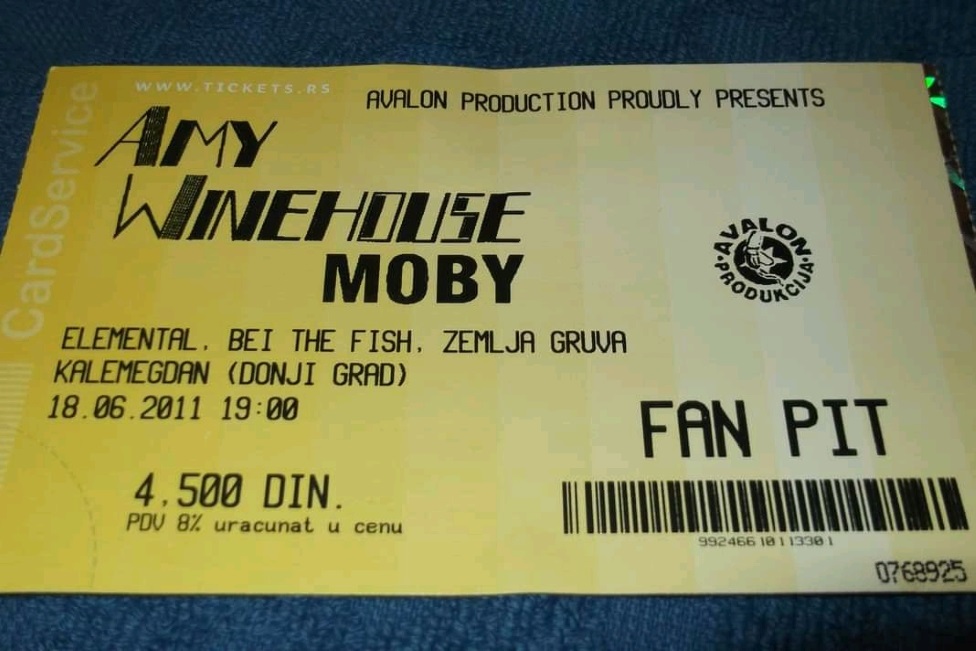 WWW.TICKETS.RS
AVALON PRODUCTION PROUDLY PRESENTS
CardService
AMY
WINEHOUSE
MOBY
AVALON
PRODUKCIJA
ELEMENTAL, BEI THE FISH, ZEMLJA GRUVA
KALEMEGDAN (DONJI GRAD)
18.06.2011 19:00
FAN PIT
4.500 DIN.
PDV 8% uracunat u cenu
99246610113301
0768925